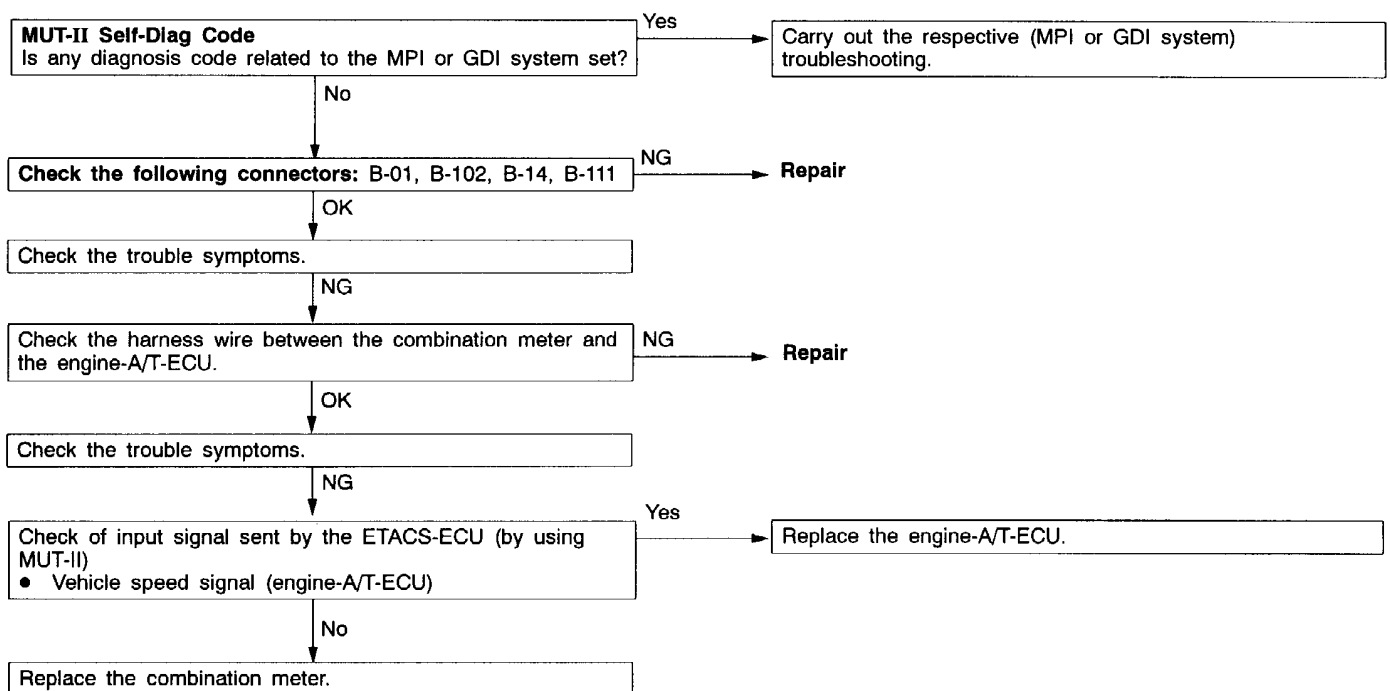 MUT-II Self-Diag Code
Is any diagnosis code related to the MPI or GDI system set?
Yes
Carry out the respective (MPI or GDI system)
troubleshooting.
No
Check the following connectors: B-01, B-102, B-14, B-111
NG
Repair
OK
Check the trouble symptoms.
NG
Check the harness wire between the combination meter and
the engine-A/T-ECU.
NG
Repair
OK
Check the trouble symptoms.
NG
Check of input signal sent by the ETACS-ECU (by using
MUT-II)
● Vehicle speed signal (engine-A/T-ECU)
Yes
Replace the engine-A/T-ECU.
No
Replace the combination meter.